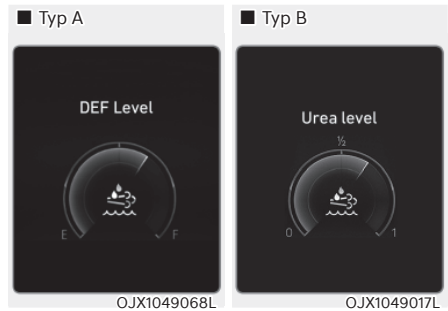 ■ Typ A
DEF Level
E
F
OJX1049068L
■ Typ B
Urea level
½
0
1
OJX1049017L